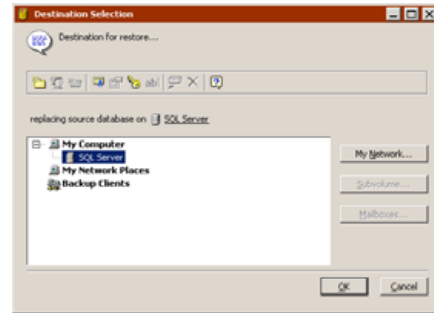 Destination Selection
Destination for restore....
ab
replacing source database on SQL Server
My Computer
SQL Server
My Network Places
Backup Clients
My Network...
Subvolume...
Mailboxes...
OK
Cancel